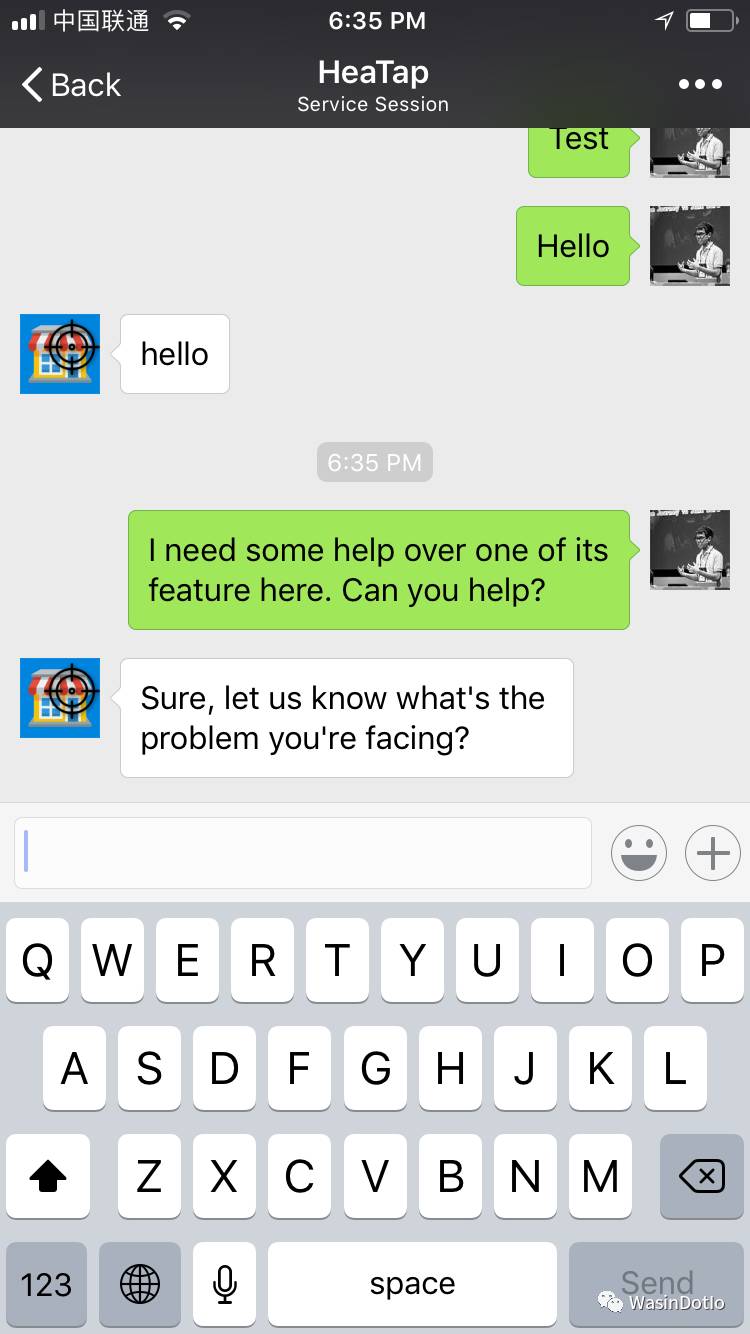 中国联通 6:35 PM
Back
HeaTap
Service Session
Test
Hello
hello
6:35 PM
I need some help over one of its
feature here. Can you help?
Sure, let us know what's the
problem you're facing?
Q W E R T Y U I O P
A S D F G H J K L
Z X C V B N M
123 space Send
WasinDotIo